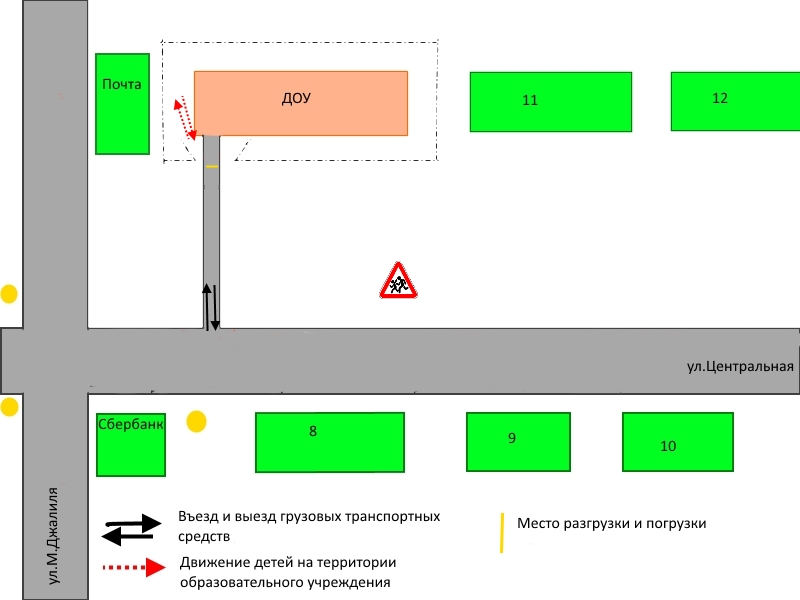 Почта
ДОУ
11
12
ул.Центральная
Сбербанк
8
9
10
ул.М.Джалиля
Въезд и выезд грузовых транспортных
средств
Место разгрузки и погрузки
Движение детей на территории
образовательного учреждения